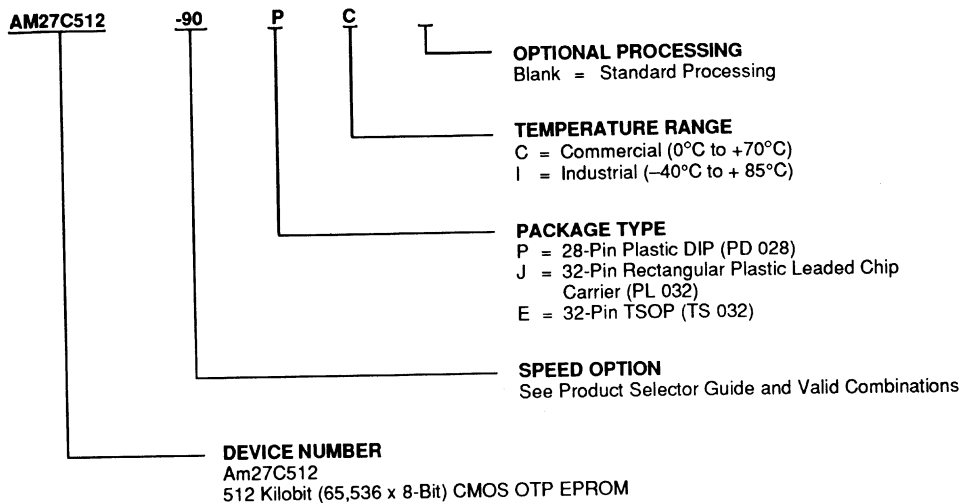 AM27C512 -90 P C
OPTIONAL PROCESSING
Blank = Standard Processing
TEMPERATURE RANGE
C = Commercial (0°C to +70°C)
I = Industrial (–40°C to + 85°C)
PACKAGE TYPE
P = 28-Pin Plastic DIP (PD 028)
J = 32-Pin Rectangular Plastic Leaded Chip
Carrier (PL 032)
E = 32-Pin TSOP (TS 032)
SPEED OPTION
See Product Selector Guide and Valid Combinations
DEVICE NUMBER
Am27C512
512 Kilobit (65,536 x 8-Bit) CMOS OTP EPROM